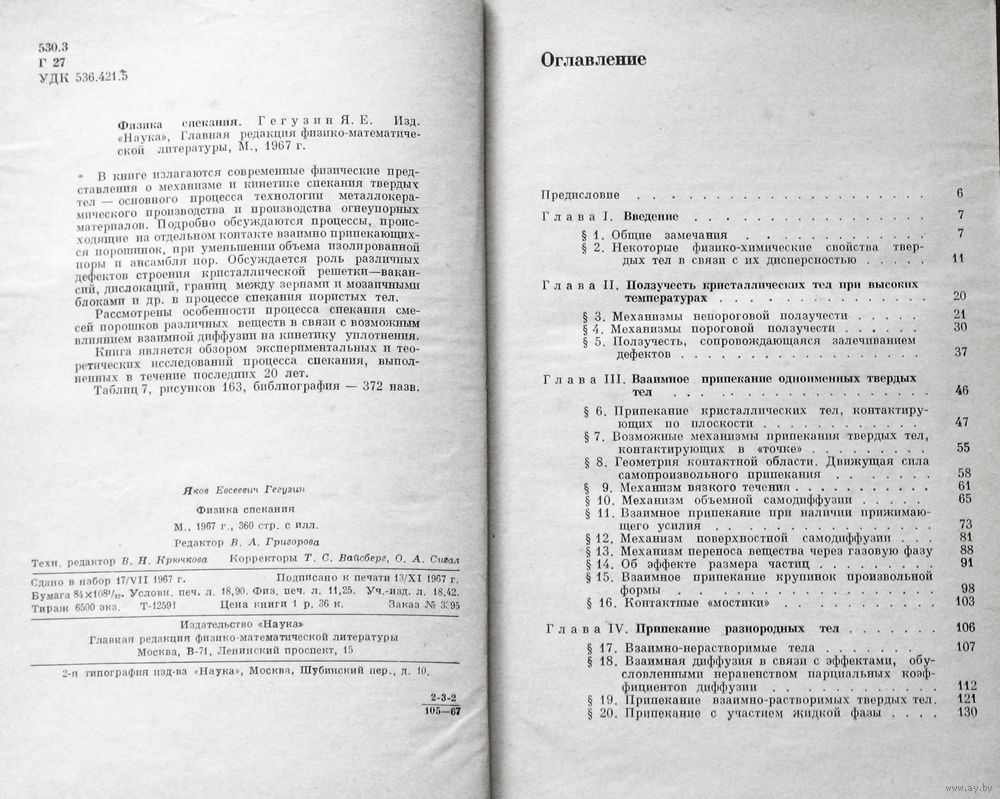 530.3
Г 27
УДК 536.421.5
Физика спекания. Гегузин Я. Е. Изд.
«Наука», Главная редакция физико-математиче-
ской литературы, М., 1967 г.
В книге излагаются современные физические пред-
ставления о механизме и кинетике спекания твердых
тел — основного процесса технологии металлокера-
мического производства и производства огнеупорных
материалов. Подробно обсуждаются процессы, проис-
ходящие на отдельном контакте взаимно припекающих-
ся порошинок, при уменьшении объема изолированной
поры и ансамбля пор. Обсуждается роль различных
дефектов строения кристаллической решетки—вакан-
сий, дислокаций, границ между зернами и мозаичными
блоками и др. в процессе спекания пористых тел.
Рассмотрены особенности процесса спекания сме-
сей порошков различных веществ в связи с возможным
влиянием взаимной диффузии на кинетику уплотнения.
Книга является обзором экспериментальных и тео-
ретических исследований процесса спекания, выпол-
ненных в течение последних 20 лет.
Таблиц 7, рисунков 163, библиография — 372 назв.
Яков Евсеевич Гегузин
Физика спекания
М., 1967 г., 360 стр. с илл.
Редактор В. А. Григорова
Техн. редактор В. Н. Крючкова Корректоры Т. С. Вайсберг, О. А. Сигал
Сдано в набор 17/VII 1967 г. Подписано к печати 13/XI 1967 г.
Бумага 84×108¹/₃₂. Условн. печ. л. 18,90. Физ. печ. л. 11,25. Уч.-изд. л. 18,42.
Тираж 6500 экз. Т-12591 Цена книги 1 р. 36 к. Заказ №
Издательство «Наука»
Главная редакция физико-математической литературы
Москва, В-71, Ленинский проспект, 15
2-я типография изд-ва «Наука», Москва, Шубинский пер., д. 10.
2-3-2
105—67
Оглавление
Предисловие . . . . . . . . . . 6
Глава I. Введение . . . . . . . . . . 7
§ 1. Общие замечания . . . . . . . . . . 7
§ 2. Некоторые физико-химические свойства твер-
дых тел в связи с их дисперсностью . . . . . 11
Глава II. Ползучесть кристаллических тел при высоких
температурах . . . . . . . . . . 20
§ 3. Механизмы непороговой ползучести . . . . . 21
§ 4. Механизмы пороговой ползучести . . . . . . 30
§ 5. Ползучесть, сопровождающаяся залечиванием
дефектов . . . . . . . . . . 37
Глава III. Взаимное припекание одноименных твердых
тел . . . . . . . . . . 46
§ 6. Припекание кристаллических тел, контактиру-
ющих по плоскости . . . . . . . . . . 47
§ 7. Возможные механизмы припекания твердых тел,
контактирующих в «точке» . . . . . . . . . 55
§ 8. Геометрия контактной области. Движущая сила
самопроизвольного припекания . . . . . . . 58
§ 9. Механизм вязкого течения . . . . . . . . . . 61
§ 10. Механизм объемной самодиффузии . . . . . 65
§ 11. Взаимное припекание при наличии прижимаю-
щего усилия . . . . . . . . . . 73
§ 12. Механизм поверхностной самодиффузии . . . 81
§ 13. Механизм переноса вещества через газовую фазу 88
§ 14. Об эффекте размера частиц . . . . . . . . . 91
§ 15. Взаимное припекание крупинок произвольной
формы . . . . . . . . . . 98
§ 16. Контактные «мостики» . . . . . . . . . . 103
Глава IV. Припекание разнородных тел . . . . . . . 106
§ 17. Взаимно-нерастворимые тела . . . . . . . 107
§ 18. Взаимная диффузия в связи с эффектами, обу-
словленными неравенством парциальных коэф-
фициентов диффузии . . . . . . . . . . 112
§ 19. Припекание взаимно-растворимых твердых тел. 121
§ 20. Припекание с участием жидкой фазы . . . . 130
www.ay.by